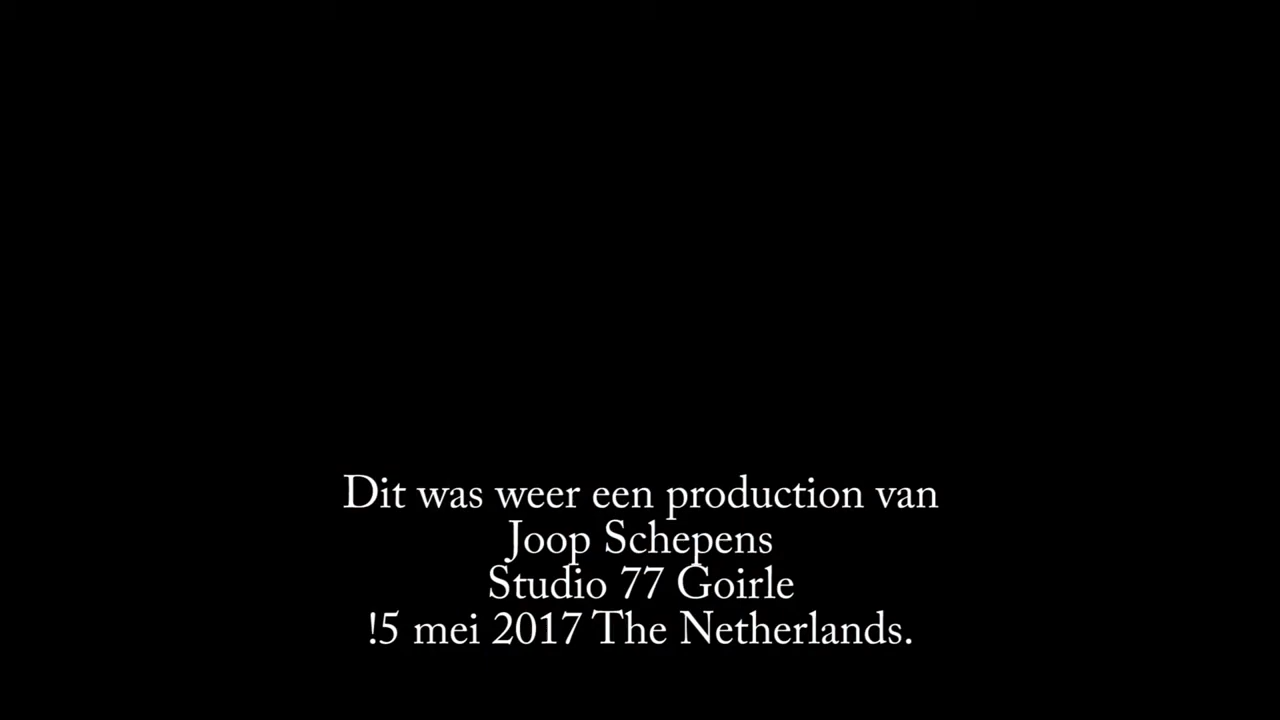 Dit was weer een production van
Joop Schepens
Studio 77 Goirle
!5 mei 2017 The Netherlands.